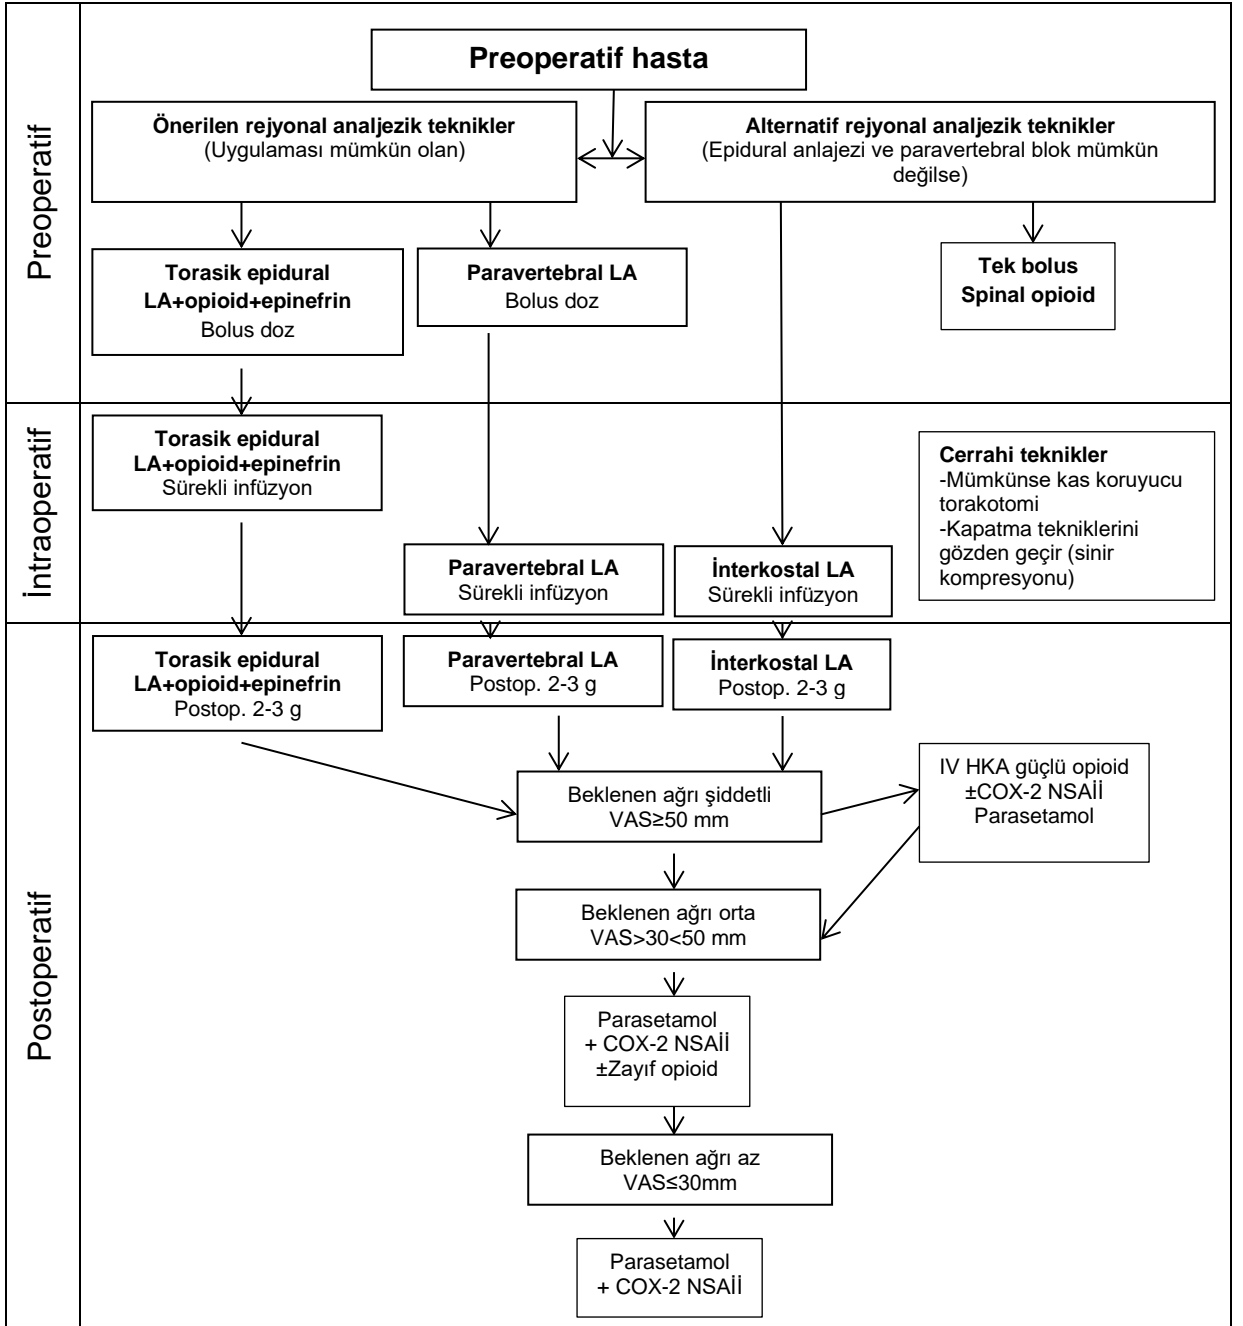 Preoperatif
Preoperatif hasta
Önerilen rejyonal analjezik teknikler
(Uygulaması mümkün olan)
Alternatif rejyonal analjezik teknikler
(Epidural anlajezi ve paravertebral blok mümkün
değilse)
Torasik epidural
LA+opioid+epinefrin
Bolus doz
Paravertebral LA
Bolus doz
Tek bolus
Spinal opioid
İntraoperatif
Torasik epidural
LA+opioid+epinefrin
Sürekli infüzyon
Paravertebral LA
Sürekli infüzyon
İnterkostal LA
Sürekli infüzyon
Cerrahi teknikler
-Mümkünse kas koruyucu
torakotomi
-Kapatma tekniklerini
gözden geçir (sinir
kompresyonu)
Postoperatif
Torasik epidural
LA+opioid+epinefrin
Postop. 2-3 g
Paravertebral LA
Postop. 2-3 g
İnterkostal LA
Postop. 2-3 g
Beklenen ağrı şiddetli
VAS≥50 mm
IV HKA güçlü opioid
±COX-2 NSAİİ
Parasetamol
Beklenen ağrı orta
VAS>30<50 mm
Parasetamol
+ COX-2 NSAİİ
±Zayıf opioid
Beklenen ağrı az
VAS≤30mm
Parasetamol
+ COX-2 NSAİİ